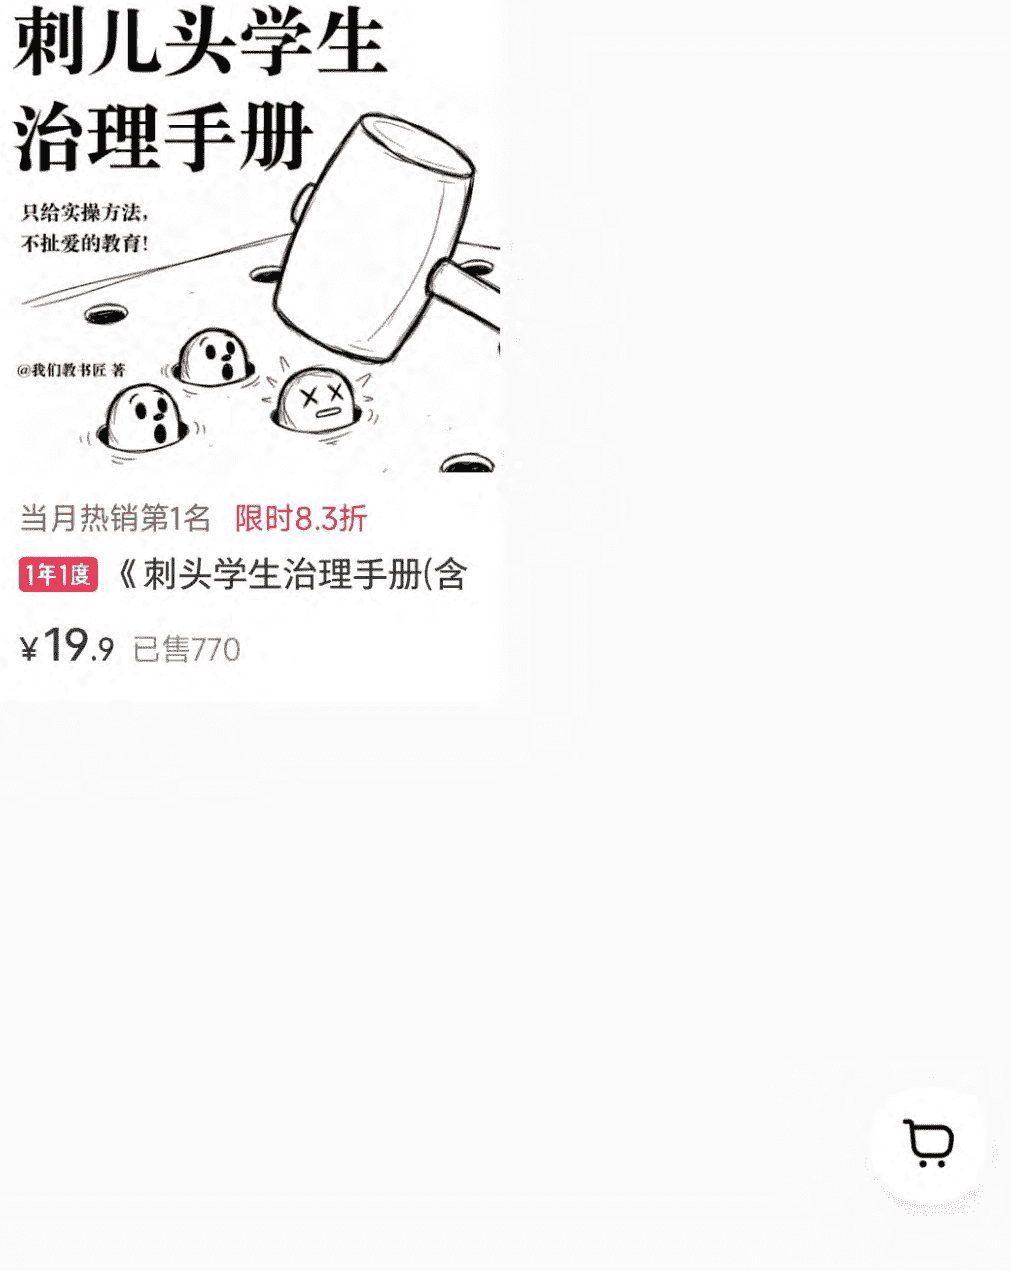 刺儿头学生
治理手册
只给实操方法，
不扯爱的教育！
@我们教书匠 著
当月热销第1名 限时8.3折
1年1度 《刺头学生治理手册(含
¥19.9 已售770